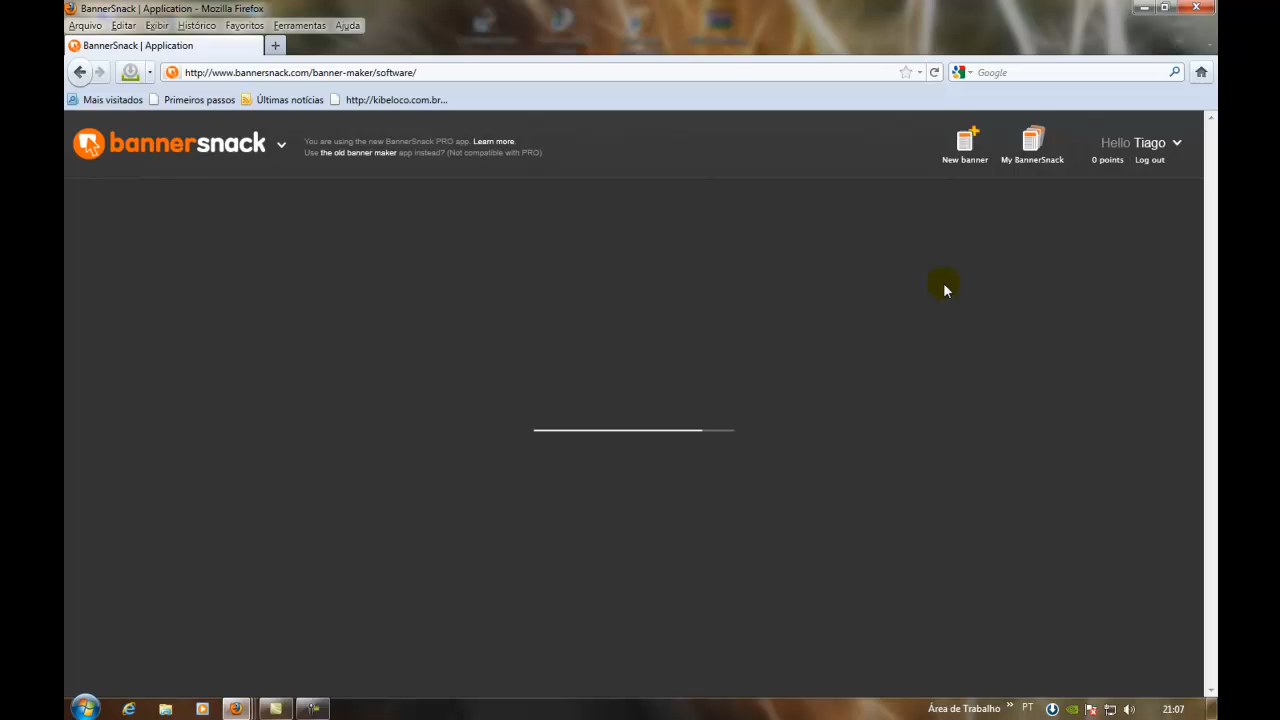 BannerSnack | Application - Mozilla Firefox
Arquivo Editar Exibir Histórico Favoritos Ferramentas Ajuda
BannerSnack | Application
http://www.bannersnack.com/banner-maker/software/
Google
Mais visitados Primeiros passos Últimas notícias http://kibeloco.com.br...
bannersnack
You are using the new BannerSnack PRO app. Learn more.
Use the old banner maker app instead? (Not compatible with PRO)
New banner
My BannerSnack
Hello Tiago
0 points Log out
Área de Trabalho » PT 21:07